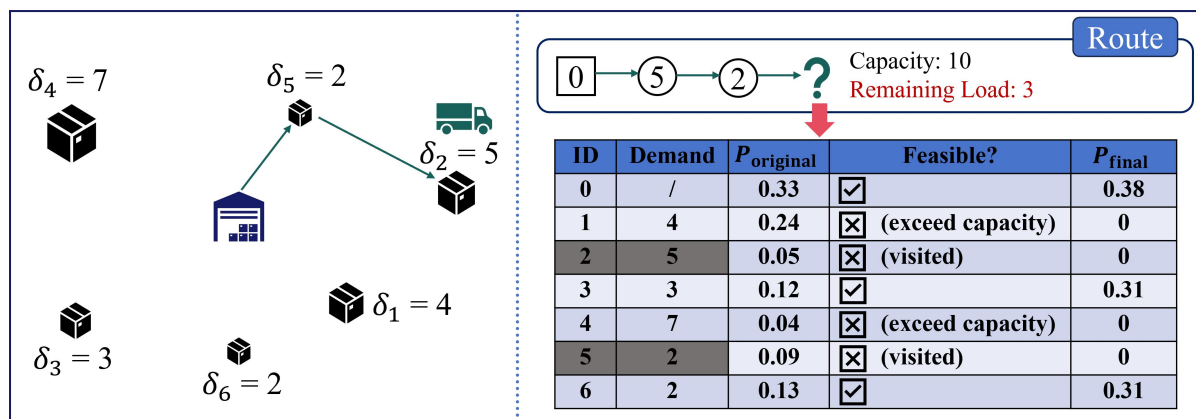 δ₄ = 7
δ₅ = 2
δ₂ = 5
δ₁ = 4
δ₃ = 3
δ₆ = 2
Route
0 5 2 ?
Capacity: 10
Remaining Load: 3
ID Demand P_original Feasible? P_final
0 / 0.33 ☑ 0.38
1 4 0.24 ☒ (exceed capacity) 0
2 5 0.05 ☒ (visited) 0
3 3 0.12 ☑ 0.31
4 7 0.04 ☒ (exceed capacity) 0
5 2 0.09 ☒ (visited) 0
6 2 0.13 ☑ 0.31